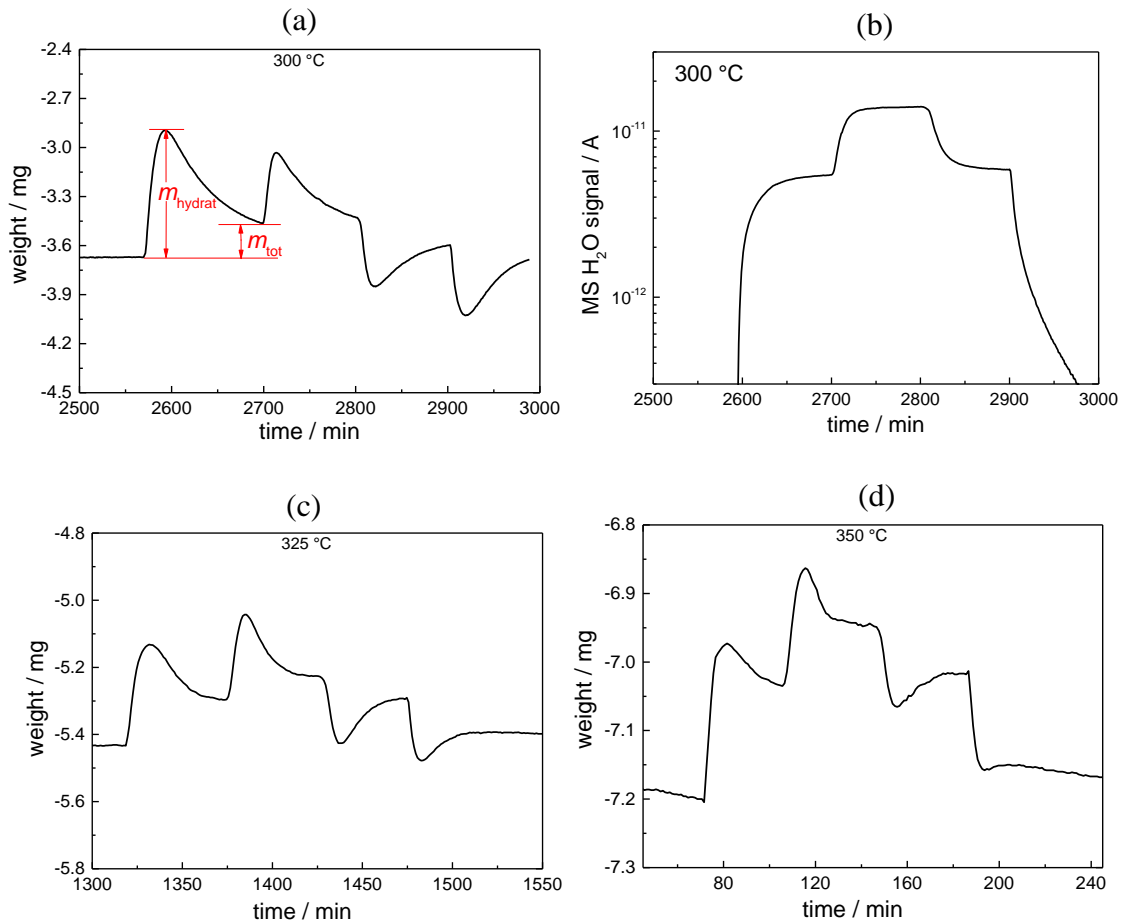 (a)
300 °C
-2.4
-2.7
-3.0
-3.3
-3.6
-3.9
-4.2
-4.5
weight / mg
m_hydrat
m_tot
2500 2600 2700 2800 2900 3000
time / min
(b)
300 °C
10⁻¹¹
10⁻¹²
MS H₂O signal / A
2500 2600 2700 2800 2900 3000
time / min
(c)
325 °C
-4.8
-5.0
-5.2
-5.4
-5.6
-5.8
weight / mg
1300 1350 1400 1450 1500 1550
time / min
(d)
350 °C
-6.8
-6.9
-7.0
-7.1
-7.2
-7.3
weight / mg
80 120 160 200 240
time / min